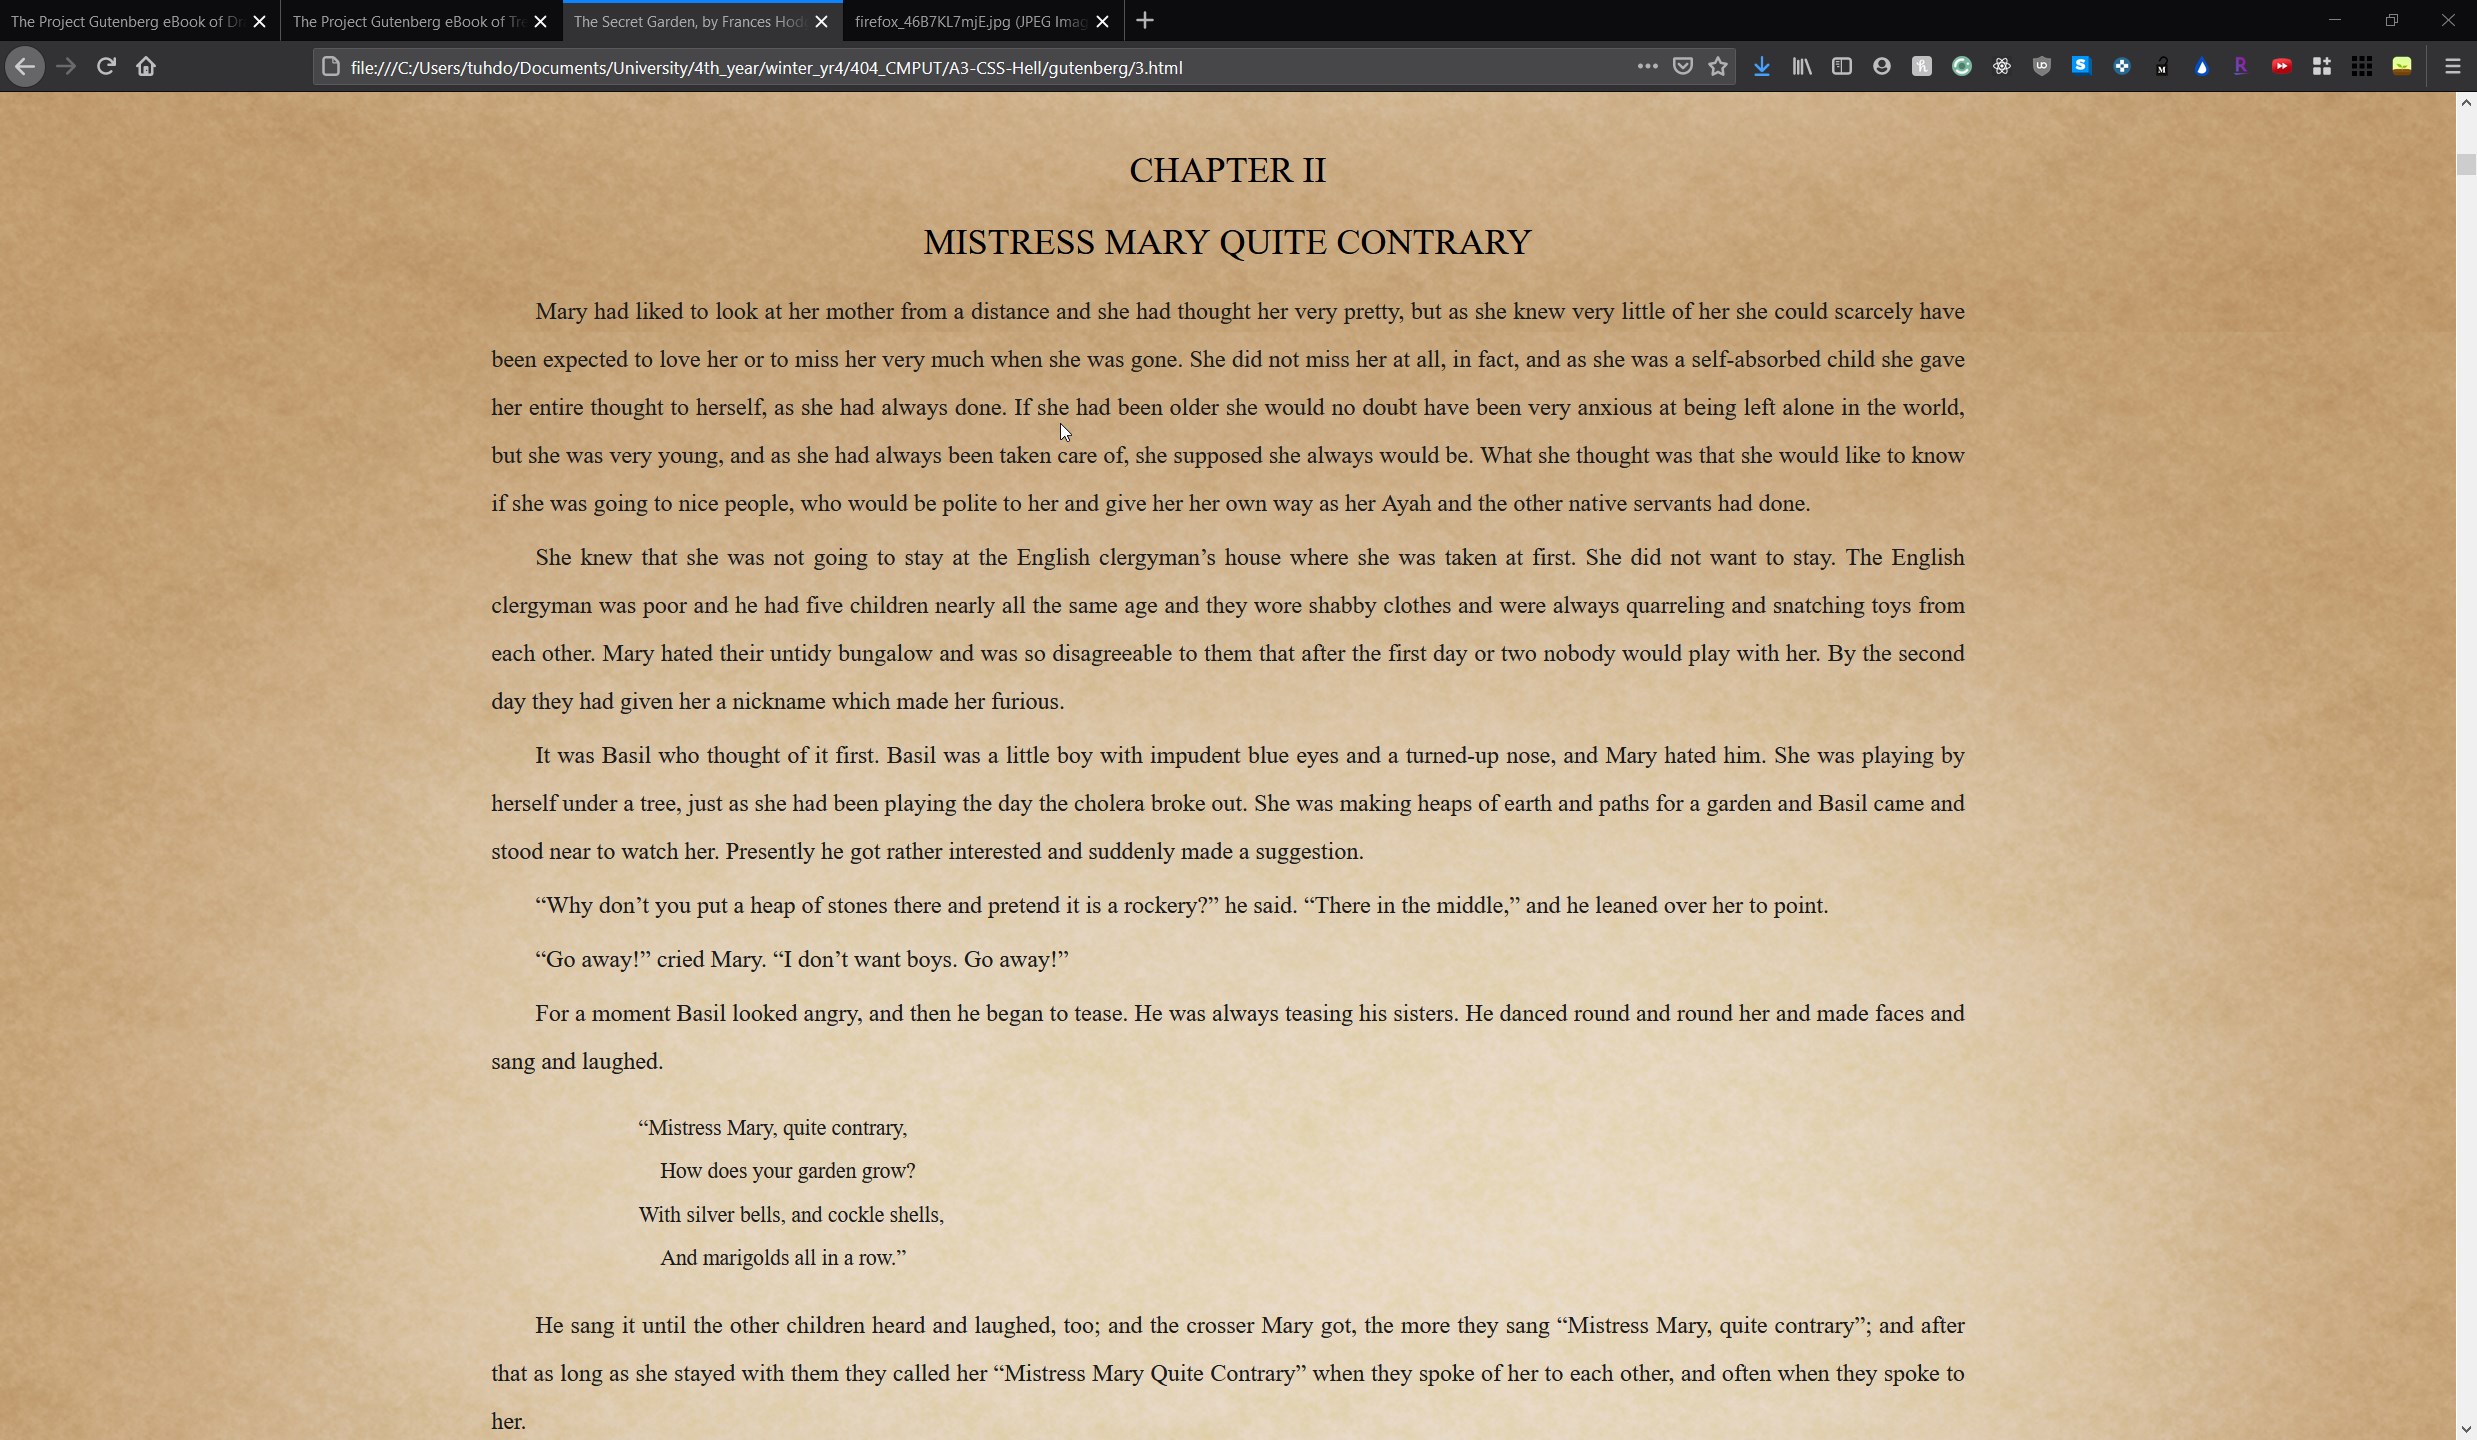 The Project Gutenberg eBook of Dr
The Project Gutenberg eBook of Tre
The Secret Garden, by Frances Hod
firefox_46B7KL7mjE.jpg (JPEG Imag
file:///C:/Users/tuhdo/Documents/University/4th_year/winter_yr4/404_CMPUT/A3-CSS-Hell/gutenberg/3.html
CHAPTER II
MISTRESS MARY QUITE CONTRARY
Mary had liked to look at her mother from a distance and she had thought her very pretty, but as she knew very little of her she could scarcely have
been expected to love her or to miss her very much when she was gone. She did not miss her at all, in fact, and as she was a self-absorbed child she gave
her entire thought to herself, as she had always done. If she had been older she would no doubt have been very anxious at being left alone in the world,
but she was very young, and as she had always been taken care of, she supposed she always would be. What she thought was that she would like to know
if she was going to nice people, who would be polite to her and give her her own way as her Ayah and the other native servants had done.
She knew that she was not going to stay at the English clergyman’s house where she was taken at first. She did not want to stay. The English
clergyman was poor and he had five children nearly all the same age and they wore shabby clothes and were always quarreling and snatching toys from
each other. Mary hated their untidy bungalow and was so disagreeable to them that after the first day or two nobody would play with her. By the second
day they had given her a nickname which made her furious.
It was Basil who thought of it first. Basil was a little boy with impudent blue eyes and a turned-up nose, and Mary hated him. She was playing by
herself under a tree, just as she had been playing the day the cholera broke out. She was making heaps of earth and paths for a garden and Basil came and
stood near to watch her. Presently he got rather interested and suddenly made a suggestion.
“Why don’t you put a heap of stones there and pretend it is a rockery?” he said. “There in the middle,” and he leaned over her to point.
“Go away!” cried Mary. “I don’t want boys. Go away!”
For a moment Basil looked angry, and then he began to tease. He was always teasing his sisters. He danced round and round her and made faces and
sang and laughed.
“Mistress Mary, quite contrary,
How does your garden grow?
With silver bells, and cockle shells,
And marigolds all in a row.”
He sang it until the other children heard and laughed, too; and the crosser Mary got, the more they sang “Mistress Mary, quite contrary”; and after
that as long as she stayed with them they called her “Mistress Mary Quite Contrary” when they spoke of her to each other, and often when they spoke to
her.